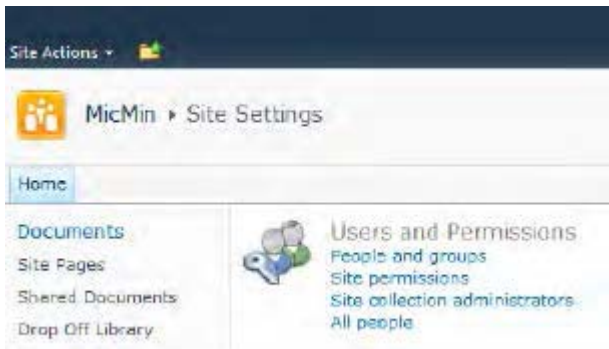 Site Actions
MicMin ▸ Site Settings
Home
Documents
Site Pages
Shared Documents
Drop Off Library
Users and Permissions
People and groups
Site permissions
Site collection administrators
All people